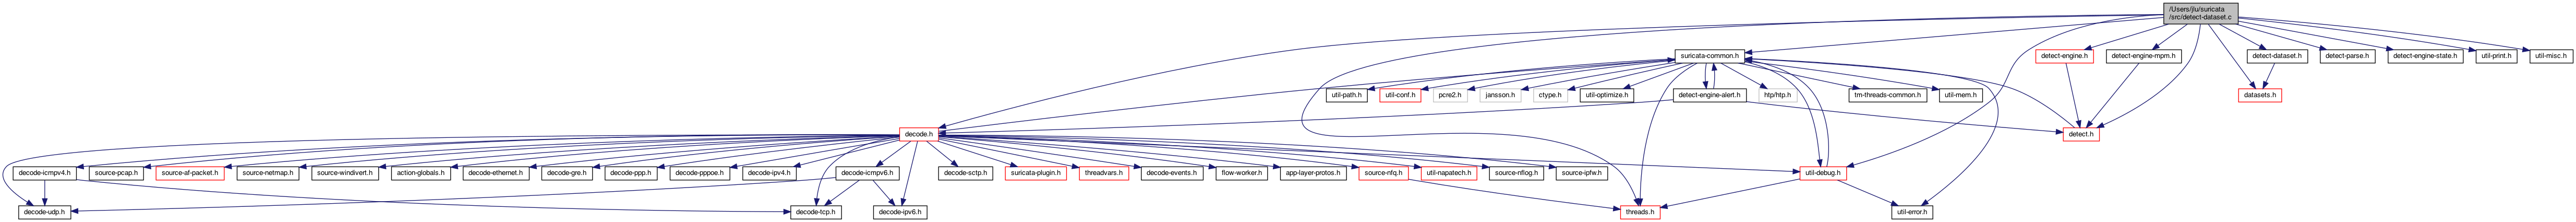 /Users/jlu/suricata
/src/detect-dataset.c
suricata-common.h
detect-engine.h
detect-engine-mpm.h
detect-dataset.h
detect-parse.h
detect-engine-state.h
util-print.h
util-misc.h
util-path.h
util-conf.h
pcre2.h
jansson.h
ctype.h
util-optimize.h
detect-engine-alert.h
htp/htp.h
tm-threads-common.h
util-mem.h
datasets.h
decode.h
detect.h
decode-icmpv4.h
source-pcap.h
source-af-packet.h
source-netmap.h
source-windivert.h
action-globals.h
decode-ethernet.h
decode-gre.h
decode-ppp.h
decode-pppoe.h
decode-ipv4.h
decode-icmpv6.h
decode-sctp.h
suricata-plugin.h
threadvars.h
decode-events.h
flow-worker.h
app-layer-protos.h
source-nfq.h
util-napatech.h
source-nflog.h
source-ipfw.h
util-debug.h
decode-udp.h
decode-tcp.h
decode-ipv6.h
threads.h
util-error.h